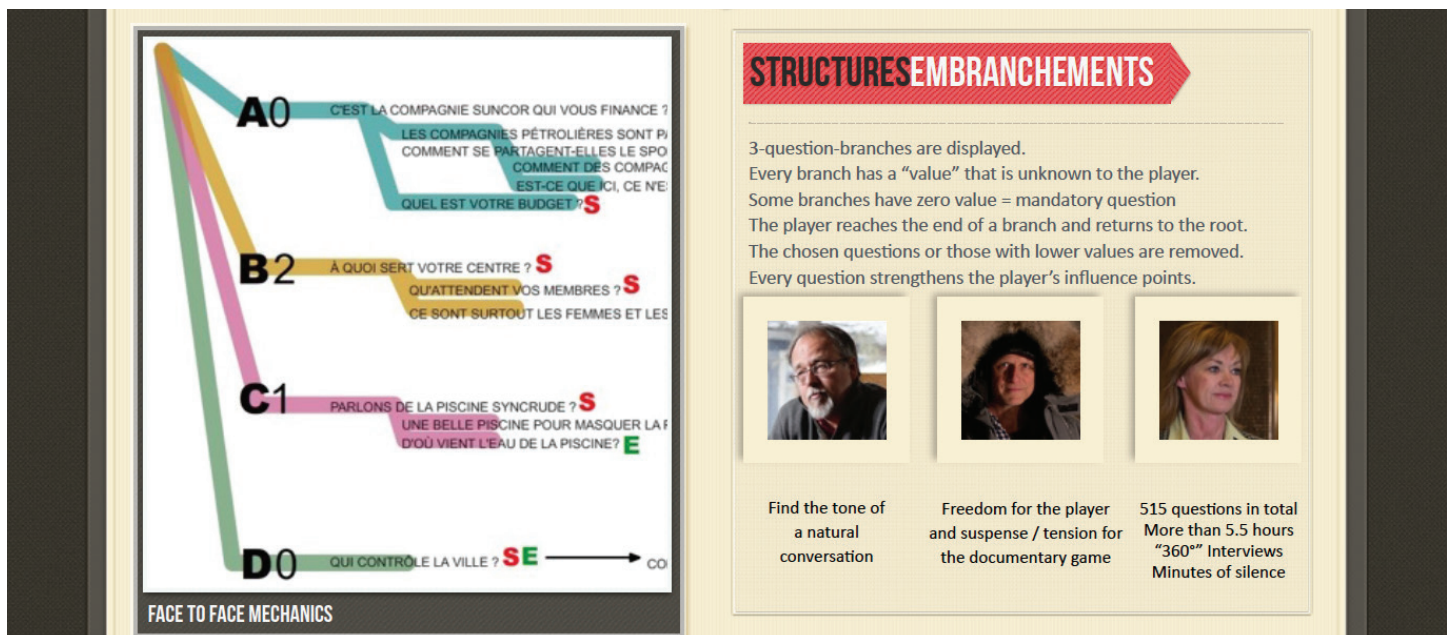 A0
C'EST LA COMPAGNIE SUNCOR QUI VOUS FINANCE ?
LES COMPAGNIES PÉTROLIÈRES SONT
COMMENT SE PARTAGENT-ELLES LE
COMMENT DES
EST-CE QUE ICI, CE
QUEL EST VOTRE BUDGET ? S
B2
À QUOI SERT VOTRE CENTRE ? S
QU'ATTENDENT VOS MEMBRES ? S
CE SONT SURTOUT LES FEMMES ET LES
C1
PARLONS DE LA PISCINE SYNCRUDE ? S
UNE BELLE PISCINE POUR MASQUER LA
D'OÙ VIENT L'EAU DE LA PISCINE? E
D0
QUI CONTRÔLE LA VILLE ? S E
FACE TO FACE MECHANICS
STRUCTURESEMBRANCHEMENTS
3-question-branches are displayed.
Every branch has a “value” that is unknown to the player.
Some branches have zero value = mandatory question
The player reaches the end of a branch and returns to the root.
The chosen questions or those with lower values are removed.
Every question strengthens the player’s influence points.
Find the tone of
a natural
conversation
Freedom for the player
and suspense / tension for
the documentary game
515 questions in total
More than 5.5 hours
“360°” Interviews
Minutes of silence